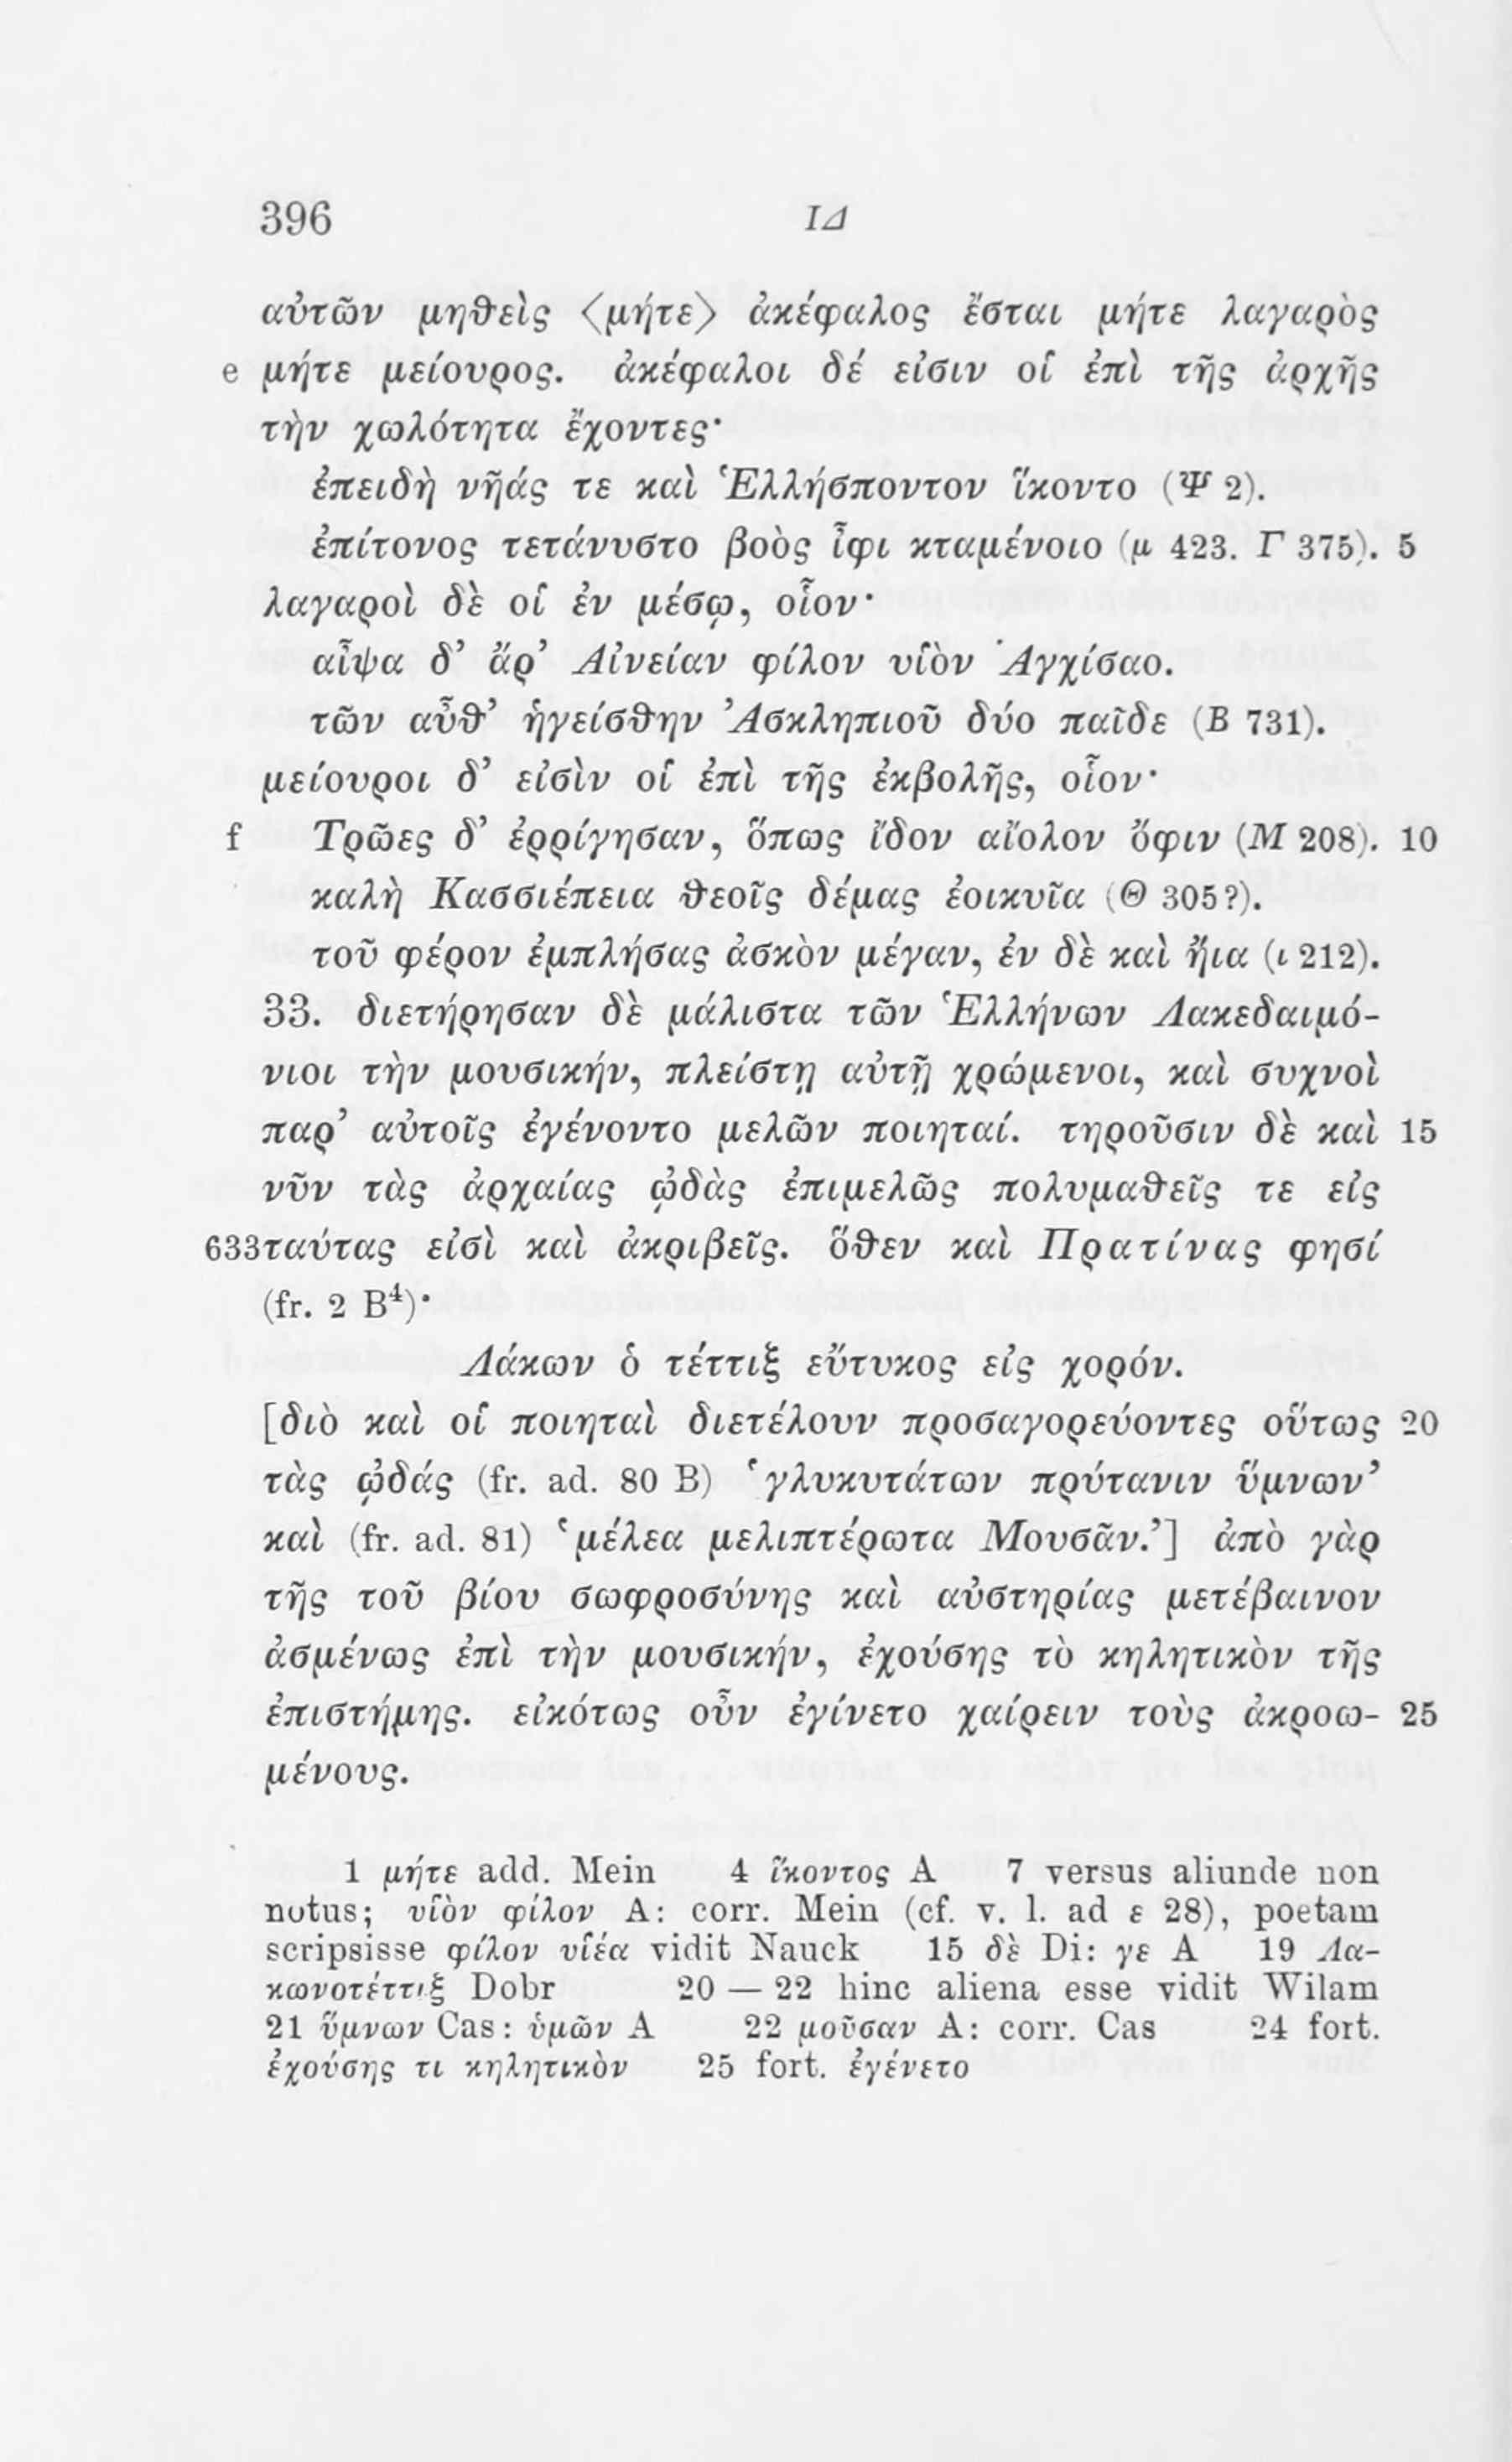 396 ΙΔ
αὐτῶν μηθεὶς 〈μήτε〉 ἀκέφαλος ἔσται μήτε λαγαρὸς
e μήτε μείουρος. ἀκέφαλοι δέ εἰσιν οἱ ἐπὶ τῆς ἀρχῆς
τὴν χωλότητα ἔχοντες·
ἐπειδὴ νῆάς τε καὶ Ἑλλήσποντον ἵκοντο (Ψ 2).
ἐπίτονος τετάνυστο βοὸς ἶφι κταμένοιο (μ 423. Γ 375). 5
λαγαροὶ δὲ οἱ ἐν μέσῳ, οἷον·
αἶψα δ’ ἄρ’ Αἰνείαν φίλον υἱὸν Ἀγχίσαο.
τῶν αὖθ’ ἡγείσθην Ἀσκληπιοῦ δύο παῖδε (Β 731).
μείουροι δ’ εἰσὶν οἱ ἐπὶ τῆς ἐκβολῆς, οἷον·
f Τρῶες δ’ ἐρρίγησαν, ὅπως ἴδον αἴολον ὄφιν (Μ 208). 10
καλὴ Κασσιέπεια θεοῖς δέμας ἐοικυῖα (Θ 305?).
τοῦ φέρον ἐμπλήσας ἀσκὸν μέγαν, ἐν δὲ καὶ ἤια (ι 212).
33. διετήρησαν δὲ μάλιστα τῶν Ἑλλήνων Λακεδαιμό-
νιοι τὴν μουσικήν, πλείστῃ αὐτῇ χρώμενοι, καὶ συχνοὶ
παρ’ αὐτοῖς ἐγένοντο μελῶν ποιηταί. τηροῦσιν δὲ καὶ 15
νῦν τὰς ἀρχαίας ᾠδὰς ἐπιμελῶς πολυμαθεῖς τε εἰς
633 ταύτας εἰσὶ καὶ ἀκριβεῖς. ὅθεν καὶ Πρατίνας φησί
(fr. 2 B⁴)·
Λάκων ὁ τέττιξ εὔτυκος εἰς χορόν.
[διὸ καὶ οἱ ποιηταὶ διετέλουν προσαγορεύοντες οὕτως 20
τὰς ᾠδάς (fr. ad. 80 B) ‘γλυκυτάτων πρύτανιν ὕμνων’
καὶ (fr. ad. 81) ‘μέλεα μελιπτέρωτα Μουσᾶν.’] ἀπὸ γὰρ
τῆς τοῦ βίου σωφροσύνης καὶ αὐστηρίας μετέβαινον
ἀσμένως ἐπὶ τὴν μουσικήν, ἐχούσης τὸ κηλητικὸν τῆς
ἐπιστήμης. εἰκότως οὖν ἐγίνετο χαίρειν τοὺς ἀκροω- 25
μένους.
1 μήτε add. Mein 4 ἵκοντος A 7 versus aliunde non
notus; υἱὸν φίλον A: corr. Mein (cf. v. l. ad ε 28), poetam
scripsisse φίλον υἱέα vidit Nauck 15 δὲ Di: γε A 19 Λα-
κωνοτέττιξ Dobr 20 — 22 hinc aliena esse vidit Wilam
21 ὕμνων Cas: ὑμῶν A 22 μοῦσαν A: corr. Cas 24 fort.
ἐχούσης τι κηλητικὸν 25 fort. ἐγένετο